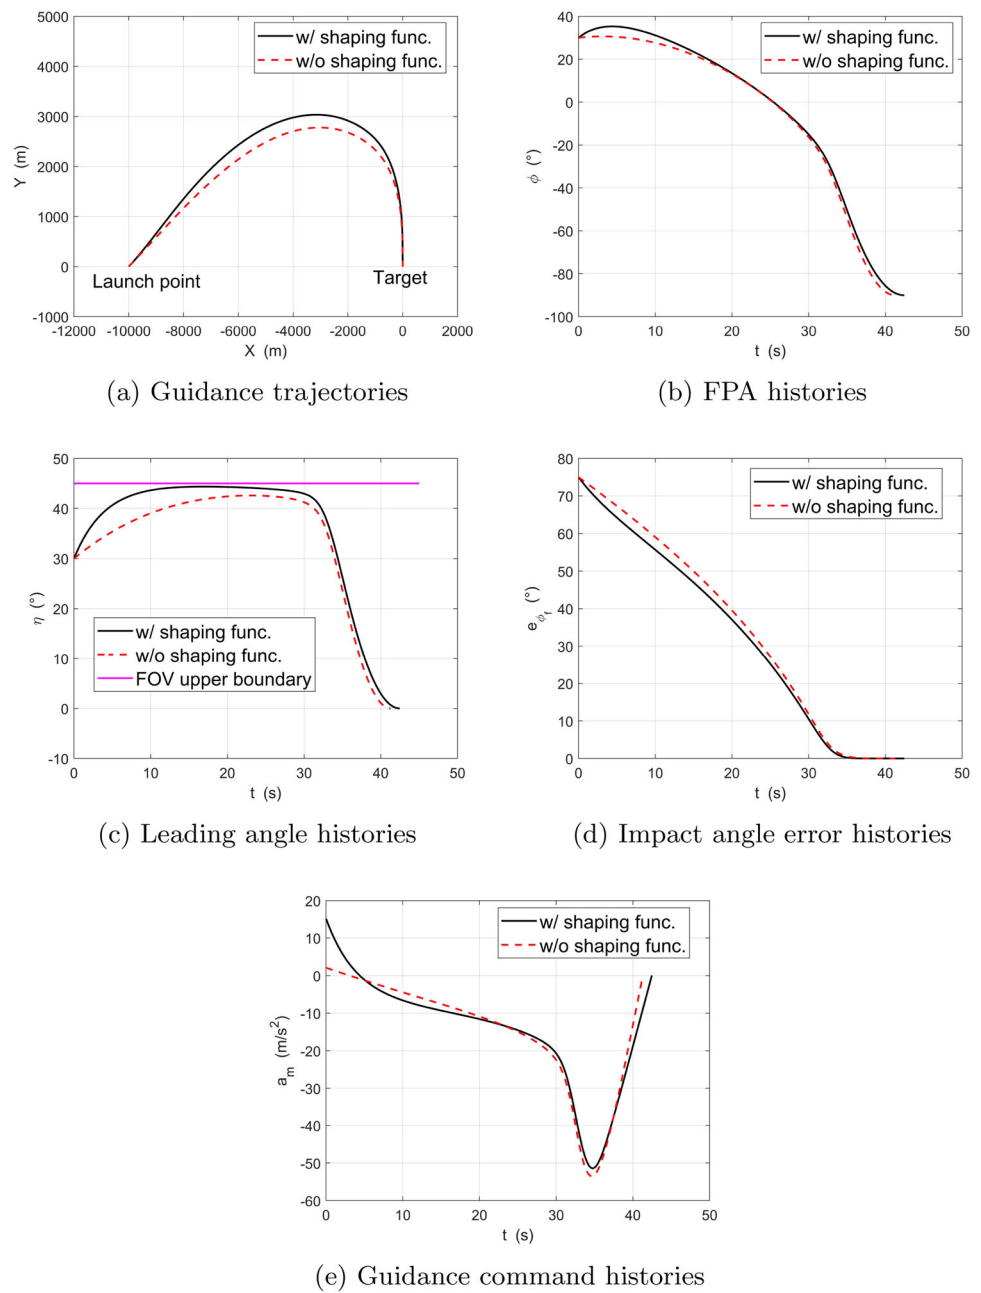 5000
4000
3000
2000
1000
0
-1000
Y (m)
w/ shaping func.
w/o shaping func.
Launch point
Target
-12000 -10000 -8000 -6000 -4000 -2000 0 2000
X (m)
(a) Guidance trajectories
40
20
0
-20
-40
-60
-80
-100
ϕ (°)
w/ shaping func.
w/o shaping func.
0 10 20 30 40 50
t (s)
(b) FPA histories
50
40
30
20
10
0
-10
η (°)
w/ shaping func.
w/o shaping func.
FOV upper boundary
0 10 20 30 40 50
t (s)
(c) Leading angle histories
80
70
60
50
40
30
20
10
0
e_ϕ_f (°)
w/ shaping func.
w/o shaping func.
0 10 20 30 40 50
t (s)
(d) Impact angle error histories
20
10
0
-10
-20
-30
-40
-50
-60
a_m (m/s²)
w/ shaping func.
w/o shaping func.
0 10 20 30 40 50
t (s)
(e) Guidance command histories